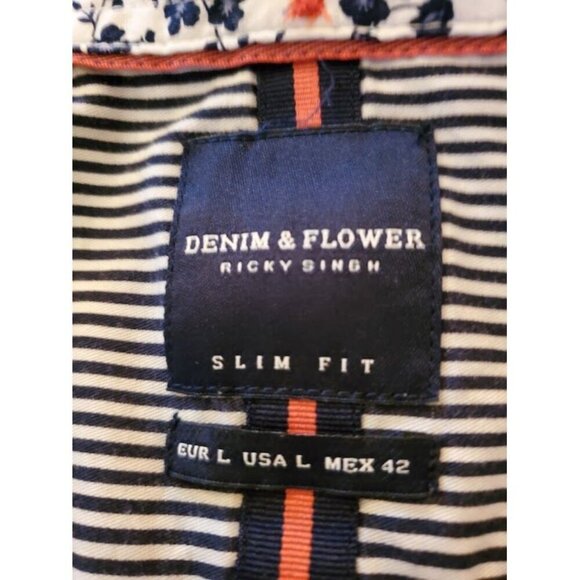 DENIM & FLOWER
RICKY SINGH
SLIM FIT
EUR L USA L MEX 42